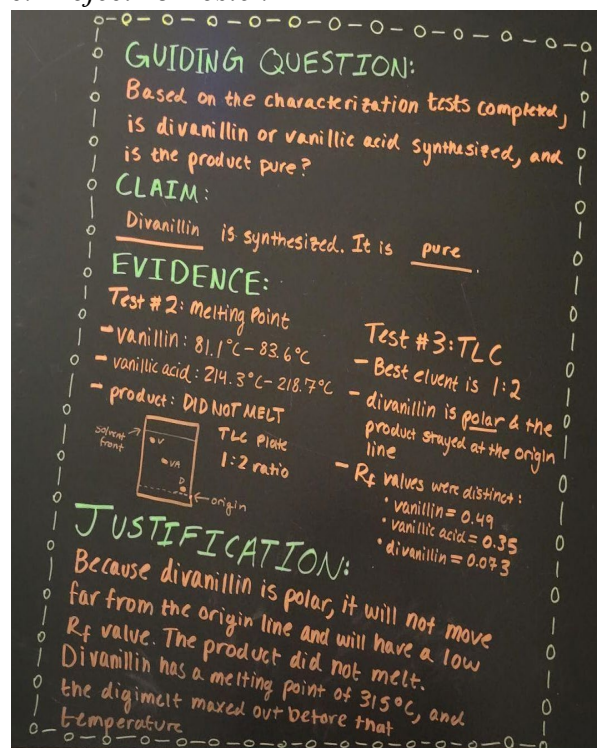 GUIDING QUESTION:
Based on the characterization tests completed,
is divanillin or vanillic acid synthesized, and
is the product pure?
CLAIM:
Divanillin is synthesized. It is pure.
EVIDENCE:
Test #2: Melting Point
- vanillin: 81.1°C - 83.6°C
- vanillic acid: 214.3°C - 218.7°C
- product: DID NOT MELT
solvent
front
V
VA
D
origin
TLC Plate
1:2 ratio
Test #3: TLC
- Best eluent is 1:2
- divanillin is polar & the
product stayed at the origin
line
- Rf values were distinct:
• vanillin = 0.49
• vanillic acid = 0.35
• divanillin = 0.073
JUSTIFICATION:
Because divanillin is polar, it will not move
far from the origin line and will have a low
Rf value. The product did not melt.
Divanillin has a melting point of 315°C, and
the digimelt maxed out before that
temperature